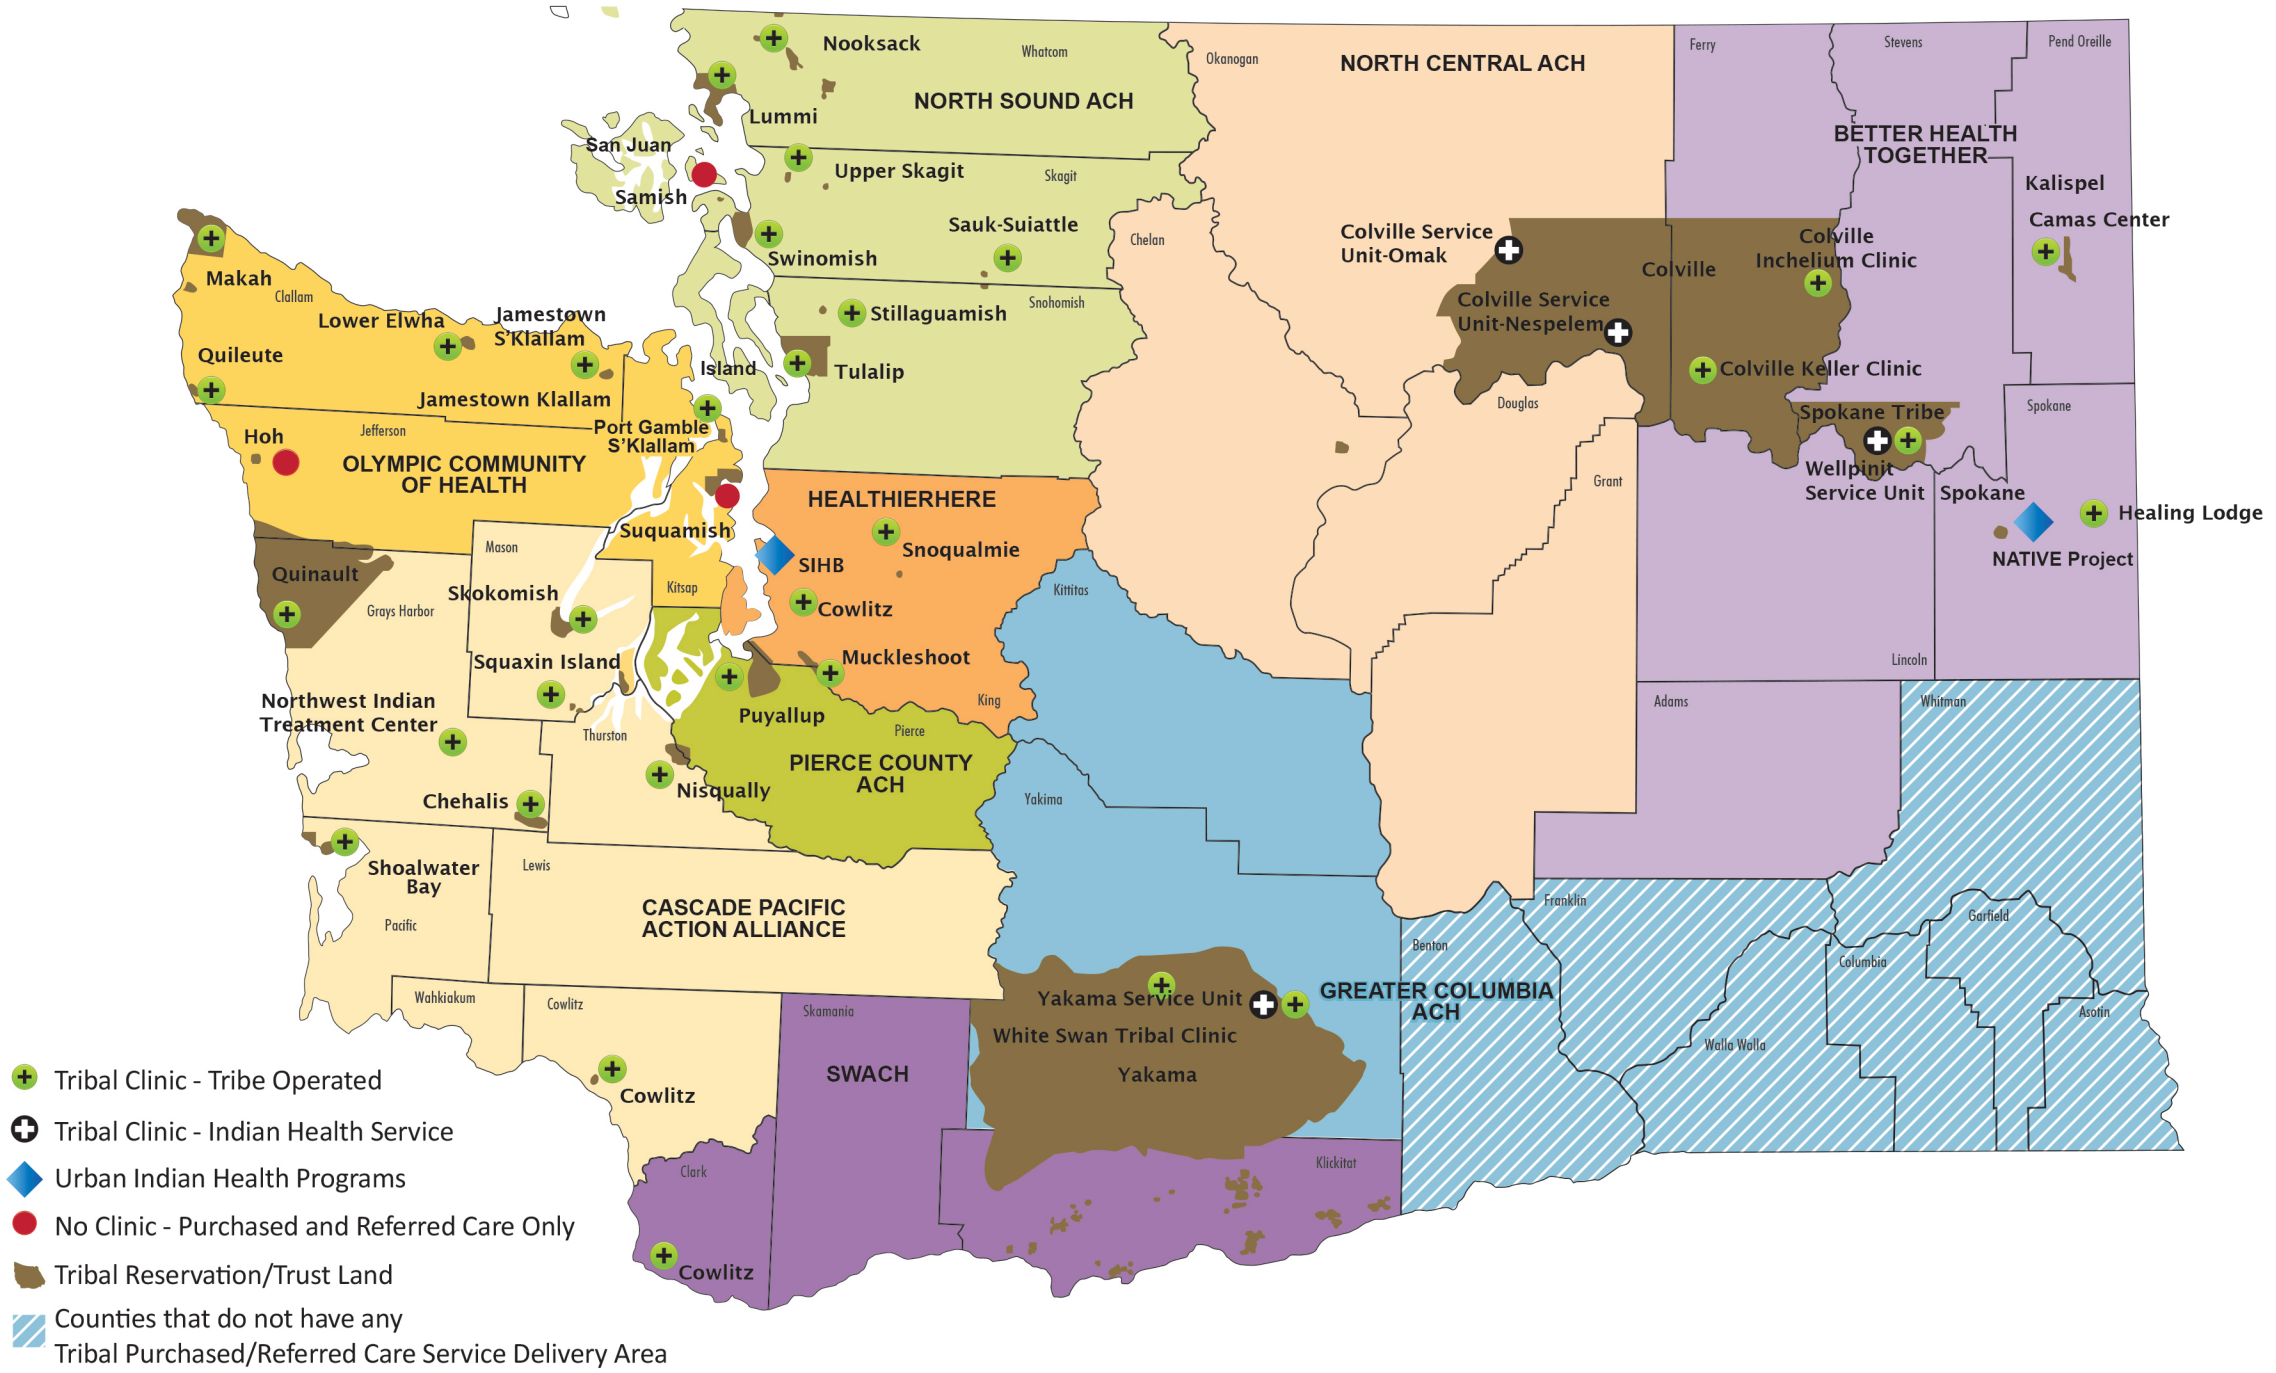 Nooksack
Whatcom
NORTH SOUND ACH
Lummi
San Juan
Samish
Upper Skagit
Skagit
Sauk-Suiattle
Swinomish
Snohomish
Stillaguamish
Tulalip
Island
Okanogan
NORTH CENTRAL ACH
Chelan
Colville Service
Unit-Omak
Colville Service
Unit-Nespelem
Colville
Douglas
Grant
Ferry
Stevens
Pend Oreille
BETTER HEALTH
TOGETHER
Kalispel
Camas Center
Colville
Inchelium Clinic
Colville Keller Clinic
Spokane Tribe
Wellpinit
Service Unit
Spokane
Spokane
Healing Lodge
NATIVE Project
Lincoln
Adams
Whitman
Makah
Clallam
Lower Elwha
Jamestown
S'Klallam
Quileute
Jamestown Klallam
Port Gamble
S'Klallam
Hoh
Jefferson
OLYMPIC COMMUNITY
OF HEALTH
Suquamish
Kitsap
HEALTHIERHERE
Snoqualmie
SIHB
Cowlitz
Muckleshoot
King
Kittitas
Quinault
Grays Harbor
Mason
Skokomish
Squaxin Island
Northwest Indian
Treatment Center
Thurston
Puyallup
Pierce
PIERCE COUNTY
ACH
Nisqually
Chehalis
Shoalwater
Bay
Pacific
Lewis
CASCADE PACIFIC
ACTION ALLIANCE
Wahkiakum
Cowlitz
Cowlitz
Yakima
Yakama Service Unit
White Swan Tribal Clinic
Yakama
GREATER COLUMBIA
ACH
Benton
Franklin
Walla Walla
Columbia
Garfield
Asotin
Skamania
SWACH
Clark
Cowlitz
Klickitat
Tribal Clinic - Tribe Operated
Tribal Clinic - Indian Health Service
Urban Indian Health Programs
No Clinic - Purchased and Referred Care Only
Tribal Reservation/Trust Land
Counties that do not have any
Tribal Purchased/Referred Care Service Delivery Area